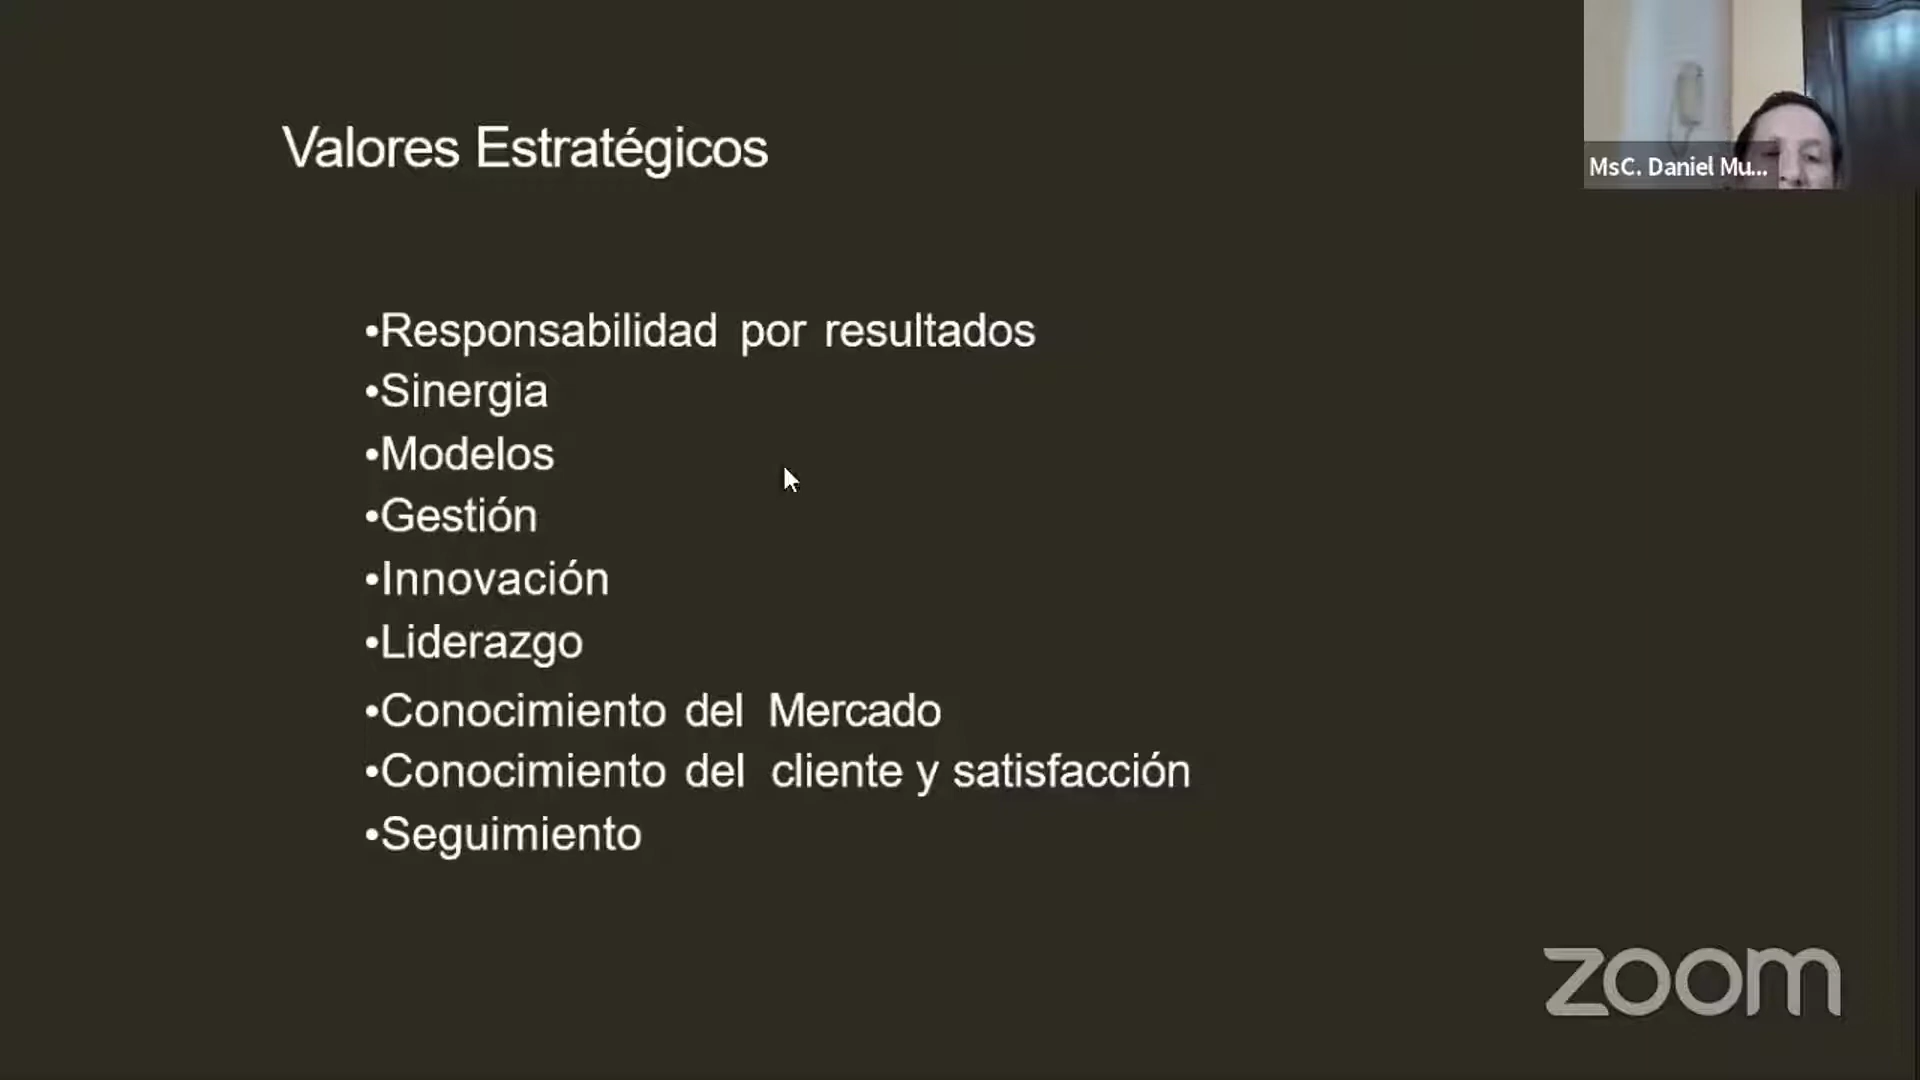 Valores Estratégicos
MsC. Daniel Mu...
•Responsabilidad por resultados
•Sinergia
•Modelos
•Gestión
•Innovación
•Liderazgo
•Conocimiento del Mercado
•Conocimiento del cliente y satisfacción
•Seguimiento
zoom